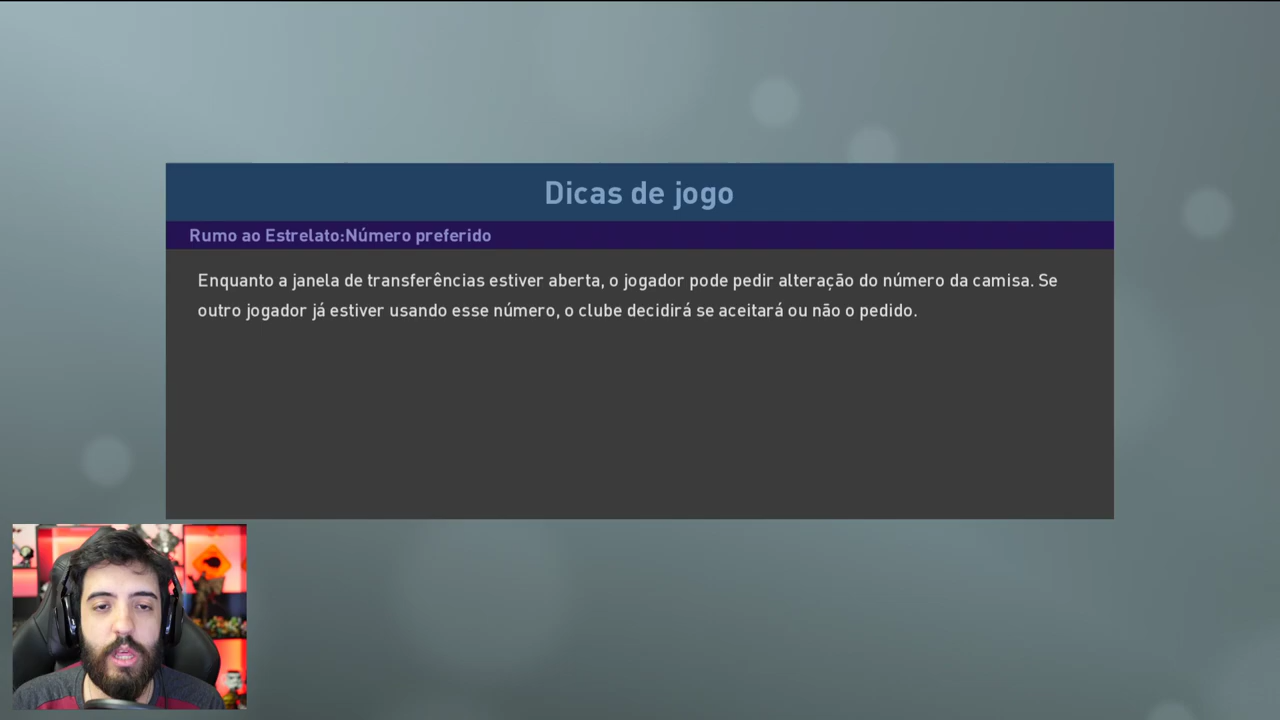 Dicas de jogo
Rumo ao Estrelato:Número preferido
Enquanto a janela de transferências estiver aberta, o jogador pode pedir alteração do número da camisa. Se
outro jogador já estiver usando esse número, o clube decidirá se aceitará ou não o pedido.